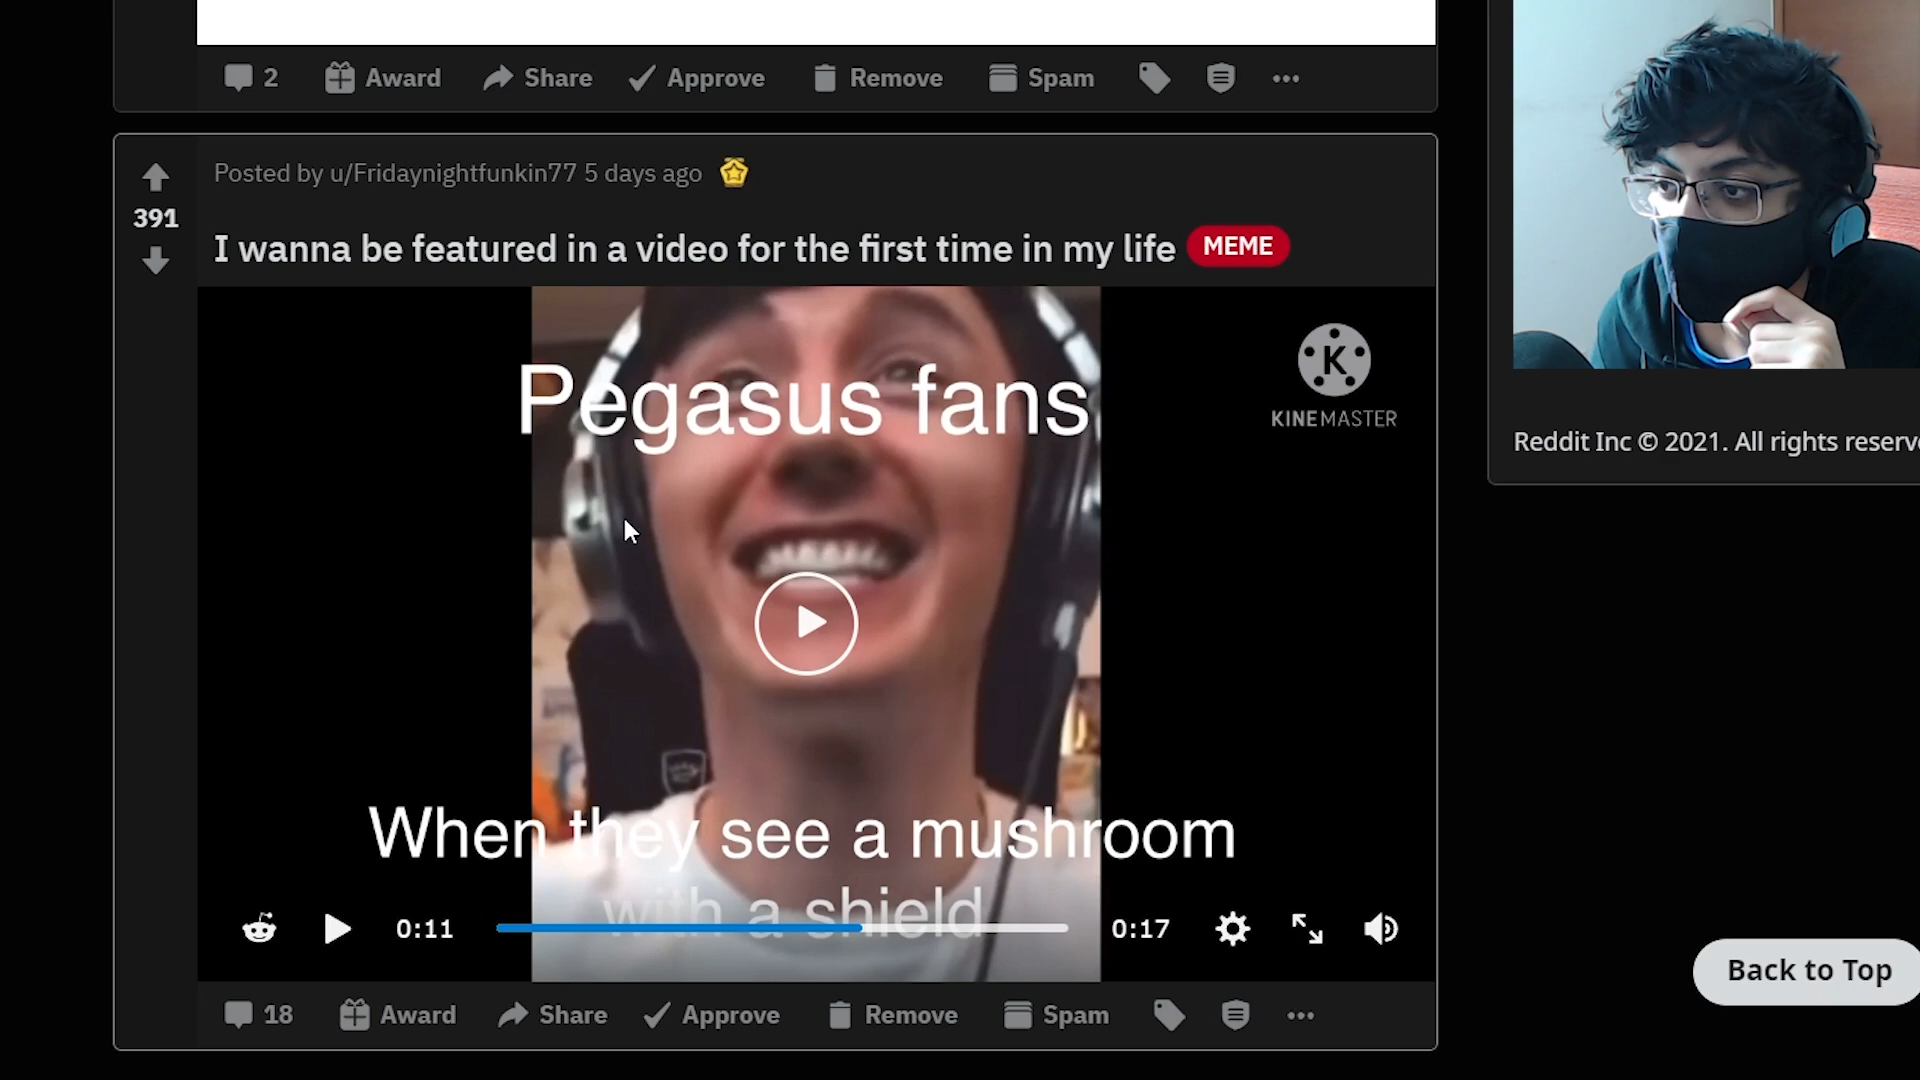 2 Award Share Approve Remove Spam
Posted by u/Fridaynightfunkin77 5 days ago
391
I wanna be featured in a video for the first time in my life MEME
Pegasus fans
K
KINEMASTER
When they see a mushroom
with a shield
0:11 0:17
18 Award Share Approve Remove Spam
Reddit Inc © 2021. All rights reserve
Back to Top